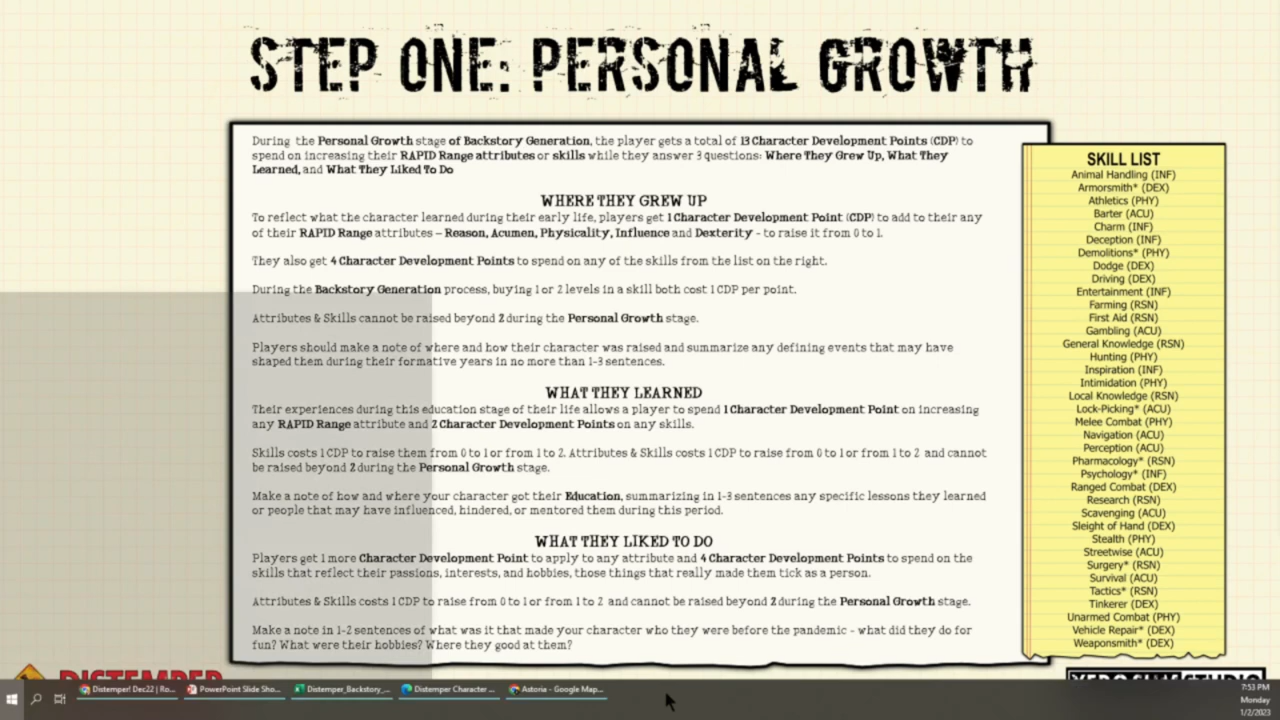 STEP ONE: PERSONAL GROWTH
During the Personal Growth stage of Backstory Generation, the player gets a total of 13 Character Development Points (CDP) to
spend on increasing their RAPID Range attributes or skills while they answer 3 questions: Where They Grew Up, What They
Learned, and What They Liked To Do
WHERE THEY GREW UP
To reflect what the character learned during their early life, players get 1 Character Development Point (CDP) to add to their any
of their RAPID Range attributes – Reason, Acumen, Physicality, Influence and Dexterity - to raise it from 0 to 1.
They also get 4 Character Development Points to spend on any of the skills from the list on the right.
During the Backstory Generation process, buying 1 or 2 levels in a skill both cost 1 CDP per point.
Attributes & Skills cannot be raised beyond 2 during the Personal Growth stage.
Players should make a note of where and how their character was raised and summarize any defining events that may have
shaped them during their formative years in no more than 1-3 sentences.
WHAT THEY LEARNED
Their experiences during this education stage of their life allows a player to spend 1 Character Development Point on increasing
any RAPID Range attribute and 2 Character Development Points on any skills.
Skills costs 1 CDP to raise them from 0 to 1 or from 1 to 2. Attributes & Skills costs 1 CDP to raise from 0 to 1 or from 1 to 2 and cannot
be raised beyond 2 during the Personal Growth stage.
Make a note of how and where your character got their Education, summarizing in 1-3 sentences any specific lessons they learned
or people that may have influenced, hindered, or mentored them during this period.
WHAT THEY LIKED TO DO
Players get 1 more Character Development Point to apply to any attribute and 4 Character Development Points to spend on the
skills that reflect their passions, interests, and hobbies, those things that really made them tick as a person.
Attributes & Skills costs 1 CDP to raise from 0 to 1 or from 1 to 2 and cannot be raised beyond 2 during the Personal Growth stage.
Make a note in 1-2 sentences of what was it that made your character who they were before the pandemic - what did they do for
fun? What were their hobbies? Where they good at them?
SKILL LIST
Animal Handling (INF)
Armorsmith* (DEX)
Athletics (PHY)
Barter (ACU)
Charm (INF)
Deception (INF)
Demolitions* (PHY)
Dodge (DEX)
Driving (DEX)
Entertainment (INF)
Farming (RSN)
First Aid (RSN)
Gambling (ACU)
General Knowledge (RSN)
Hunting (PHY)
Inspiration (INF)
Intimidation (PHY)
Local Knowledge (RSN)
Lock-Picking* (ACU)
Melee Combat (PHY)
Navigation (ACU)
Perception (ACU)
Pharmacology* (RSN)
Psychology* (INF)
Ranged Combat (DEX)
Research (RSN)
Scavenging (ACU)
Sleight of Hand (DEX)
Stealth (PHY)
Streetwise (ACU)
Surgery* (RSN)
Survival (ACU)
Tactics* (RSN)
Tinkerer (DEX)
Unarmed Combat (PHY)
Vehicle Repair* (DEX)
Weaponsmith* (DEX)
DISTEMPER
Distemper! Dec22 | Ro...
PowerPoint Slide Sho...
Distemper_Backstory_...
Distemper Character ...
Astoria - Google Map...
7:53 PM
Monday
1/2/2023